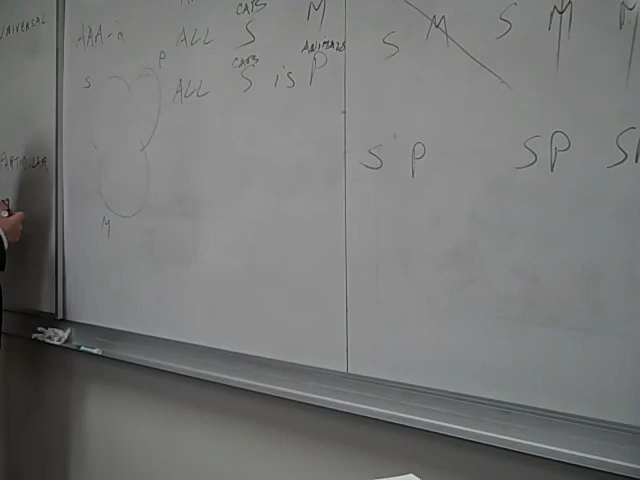 UNIVERSAL
CATS
ALL S M
AAA-1
S M S M M
P
ANIMALS
CATS
S ALL S is P
S P SP
PARTICULAR
M